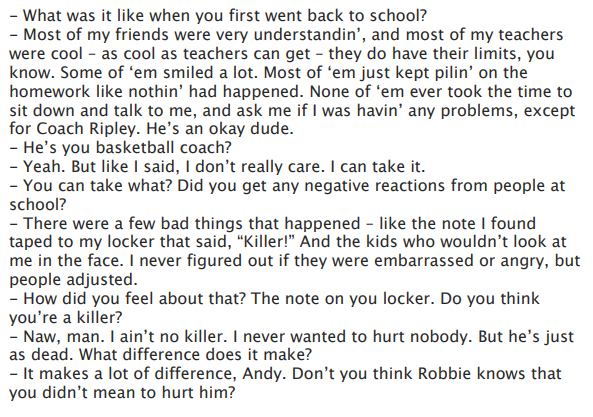 – What was it like when you first went back to school?
– Most of my friends were very understandin’, and most of my teachers
were cool – as cool as teachers can get – they do have their limits, you
know. Some of ‘em smiled a lot. Most of ‘em just kept pilin’ on the
homework like nothin’ had happened. None of ‘em ever took the time to
sit down and talk to me, and ask me if I was havin’ any problems, except
for Coach Ripley. He’s an okay dude.
– He’s you basketball coach?
– Yeah. But like I said, I don’t really care. I can take it.
– You can take what? Did you get any negative reactions from people at
school?
– There were a few bad things that happened – like the note I found
taped to my locker that said, “Killer!” And the kids who wouldn’t look at
me in the face. I never figured out if they were embarrassed or angry, but
people adjusted.
– How did you feel about that? The note on you locker. Do you think
you’re a killer?
– Naw, man. I ain’t no killer. I never wanted to hurt nobody. But he’s just
as dead. What difference does it make?
– It makes a lot of difference, Andy. Don’t you think Robbie knows that
you didn’t mean to hurt him?